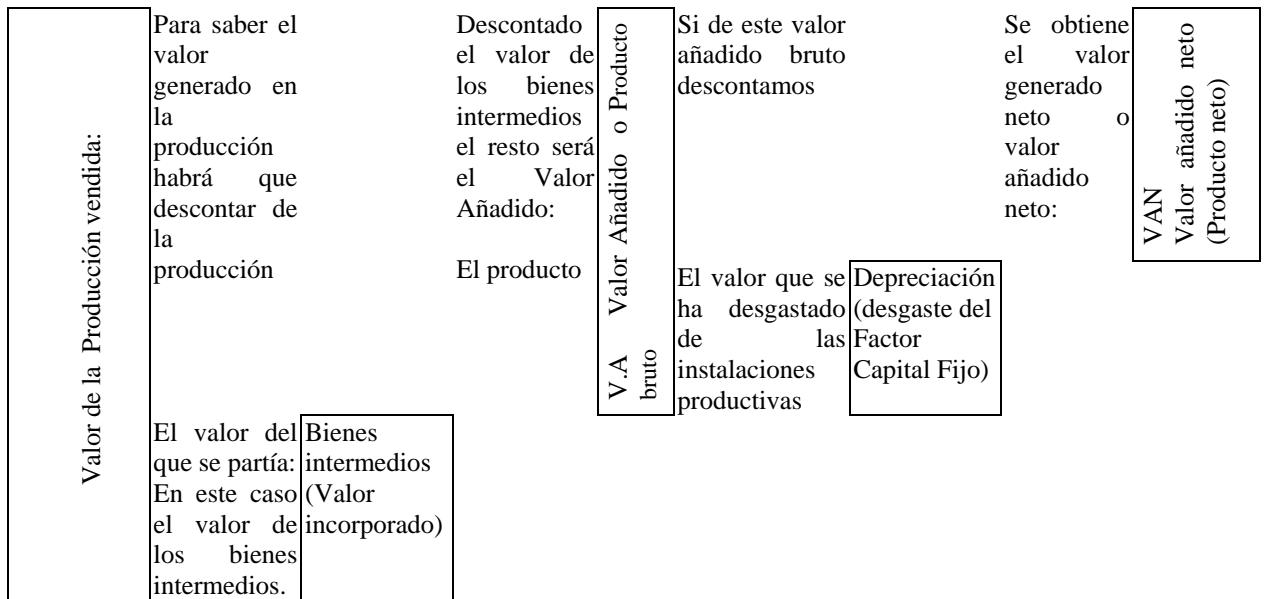 Valor de la Producción vendida:
Para saber el
valor
generado en
la
producción
habrá que
descontar de
la
producción
El valor del
que se partía:
En este caso
el valor de
los bienes
intermedios.
Bienes
intermedios
(Valor
incorporado)
Descontado
el valor de
los bienes
intermedios
el resto será
el Valor
Añadido:
El producto
V.A Valor Añadido o Producto
bruto
Si de este valor
añadido bruto
descontamos
El valor que se
ha desgastado
de las
instalaciones
productivas
Depreciación
(desgaste del
Factor
Capital Fijo)
Se obtiene
el valor
generado
neto o
valor
añadido
neto:
VAN
Valor añadido neto
(Producto neto)